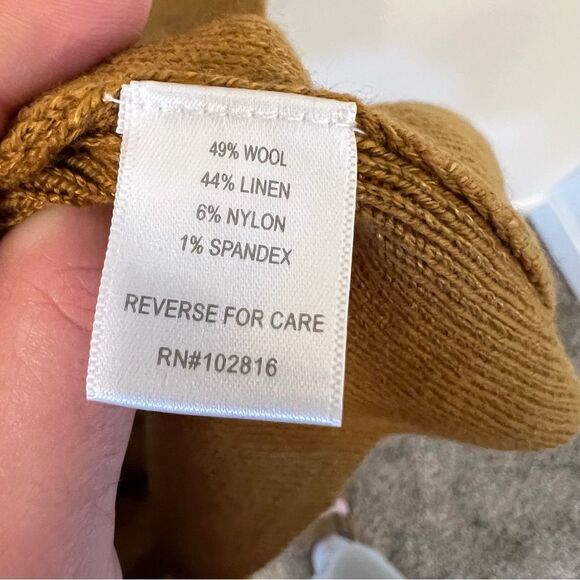 49% WOOL
44% LINEN
6% NYLON
1% SPANDEX
REVERSE FOR CARE
RN#102816